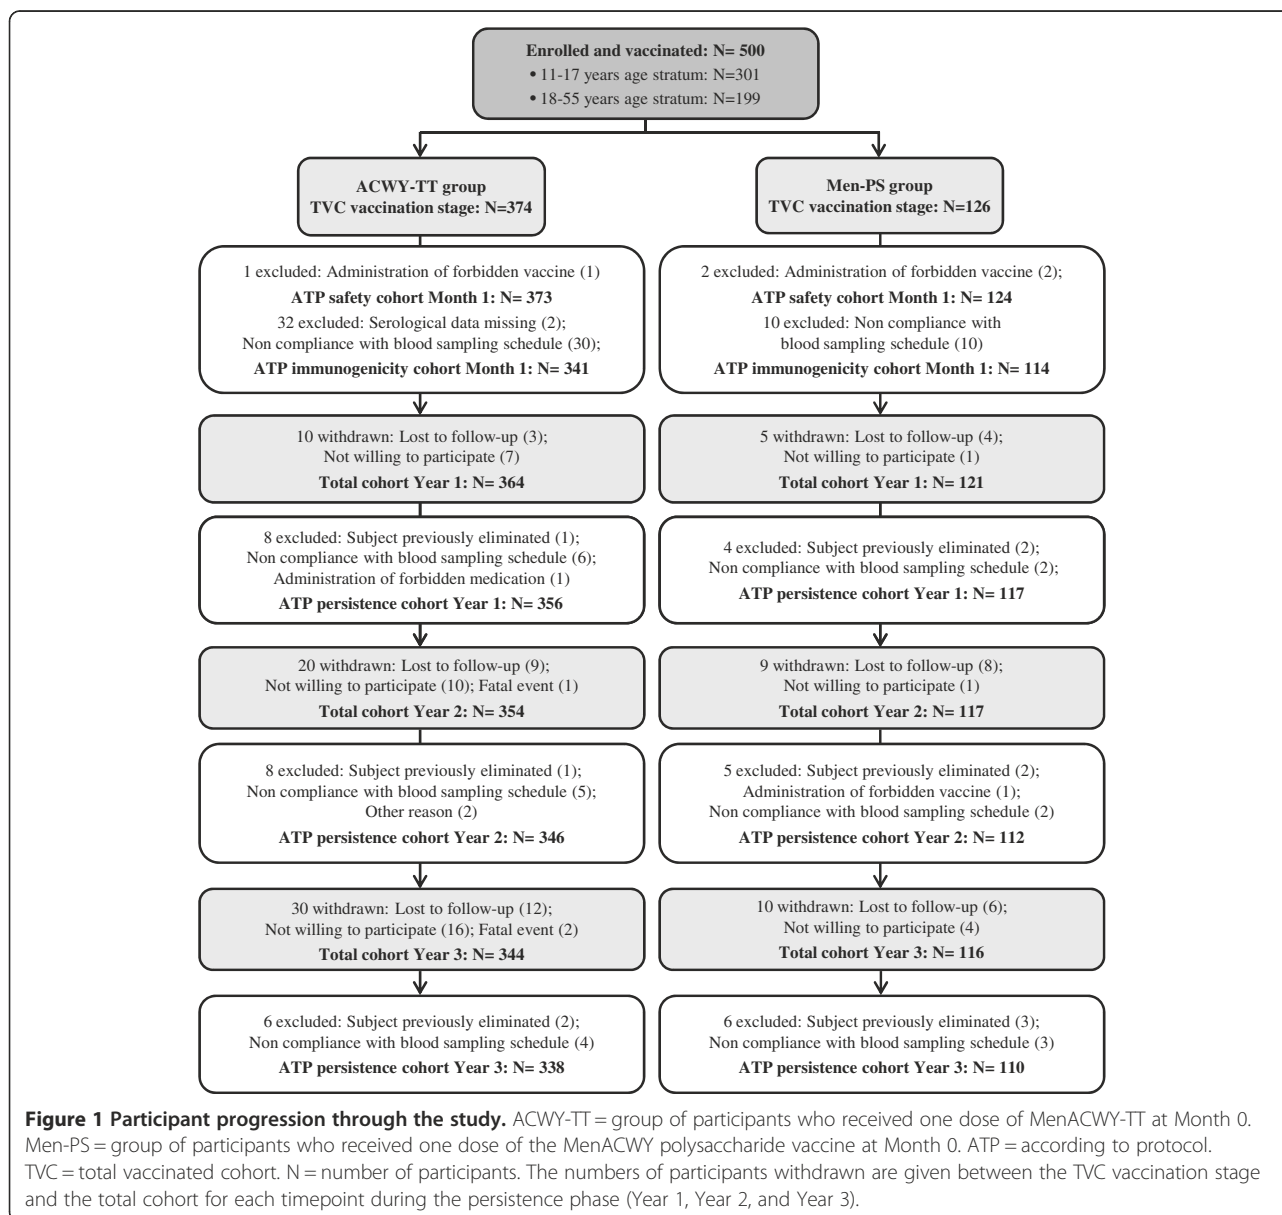 Enrolled and vaccinated: N= 500
• 11-17 years age stratum: N=301
• 18-55 years age stratum: N=199
ACWY-TT group
TVC vaccination stage: N=374
Men-PS group
TVC vaccination stage: N=126
1 excluded: Administration of forbidden vaccine (1)
ATP safety cohort Month 1: N= 373
32 excluded: Serological data missing (2);
Non compliance with blood sampling schedule (30);
ATP immunogenicity cohort Month 1: N= 341
2 excluded: Administration of forbidden vaccine (2);
ATP safety cohort Month 1: N= 124
10 excluded: Non compliance with
blood sampling schedule (10)
ATP immunogenicity cohort Month 1: N= 114
10 withdrawn: Lost to follow-up (3);
Not willing to participate (7)
Total cohort Year 1: N= 364
5 withdrawn: Lost to follow-up (4);
Not willing to participate (1)
Total cohort Year 1: N= 121
8 excluded: Subject previously eliminated (1);
Non compliance with blood sampling schedule (6);
Administration of forbidden medication (1)
ATP persistence cohort Year 1: N= 356
4 excluded: Subject previously eliminated (2);
Non compliance with blood sampling schedule (2);
ATP persistence cohort Year 1: N= 117
20 withdrawn: Lost to follow-up (9);
Not willing to participate (10); Fatal event (1)
Total cohort Year 2: N= 354
9 withdrawn: Lost to follow-up (8);
Not willing to participate (1)
Total cohort Year 2: N= 117
8 excluded: Subject previously eliminated (1);
Non compliance with blood sampling schedule (5);
Other reason (2)
ATP persistence cohort Year 2: N= 346
5 excluded: Subject previously eliminated (2);
Administration of forbidden vaccine (1);
Non compliance with blood sampling schedule (2)
ATP persistence cohort Year 2: N= 112
30 withdrawn: Lost to follow-up (12);
Not willing to participate (16); Fatal event (2)
Total cohort Year 3: N= 344
10 withdrawn: Lost to follow-up (6);
Not willing to participate (4)
Total cohort Year 3: N= 116
6 excluded: Subject previously eliminated (2);
Non compliance with blood sampling schedule (4)
ATP persistence cohort Year 3: N= 338
6 excluded: Subject previously eliminated (3);
Non compliance with blood sampling schedule (3)
ATP persistence cohort Year 3: N= 110
Figure 1 Participant progression through the study. ACWY-TT = group of participants who received one dose of MenACWY-TT at Month 0.
Men-PS = group of participants who received one dose of the MenACWY polysaccharide vaccine at Month 0. ATP = according to protocol.
TVC = total vaccinated cohort. N = number of participants. The numbers of participants withdrawn are given between the TVC vaccination stage
and the total cohort for each timepoint during the persistence phase (Year 1, Year 2, and Year 3).